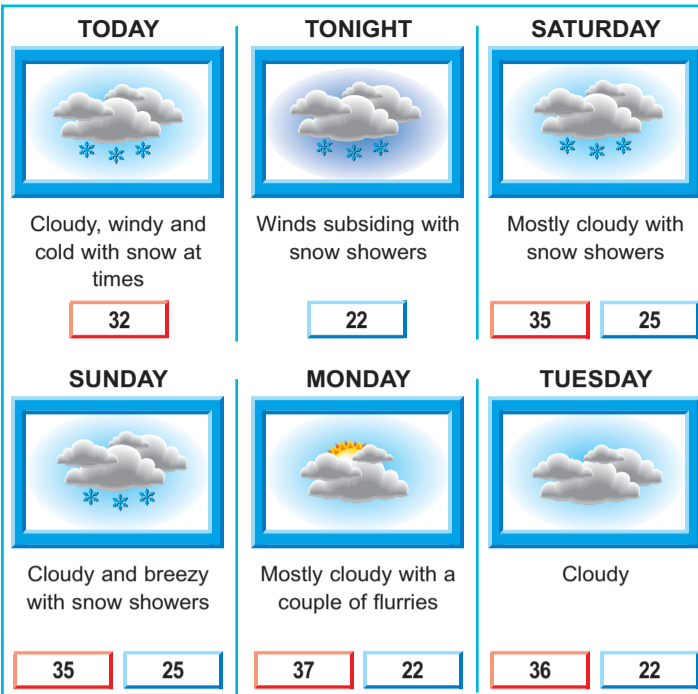 TODAY
Cloudy, windy and
cold with snow at
times
32
TONIGHT
Winds subsiding with
snow showers
22
SATURDAY
Mostly cloudy with
snow showers
35 25
SUNDAY
Cloudy and breezy
with snow showers
35 25
MONDAY
Mostly cloudy with a
couple of flurries
37 22
TUESDAY
Cloudy
36 22